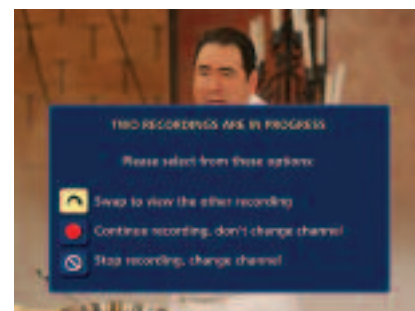 TWO RECORDINGS ARE IN PROGRESS
Please select from these options:
Swap to view the other recording
Continue recording, don't change channel
Stop recording, change channel